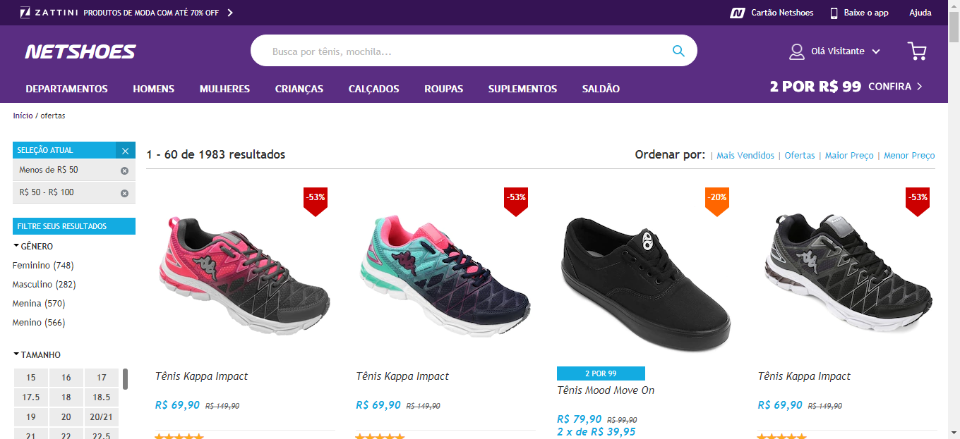 ZATTINI PRODUTOS DE MODA COM ATÉ 70% OFF
Cartão Netshoes
Baixe o app
Ajuda
NETSHOES
Busca por tênis, mochila...
Olá Visitante
DEPARTAMENTOS HOMENS MULHERES CRIANÇAS CALÇADOS ROUPAS SUPLEMENTOS SALDÃO
2 POR R$ 99 CONFIRA
Início / ofertas
SELEÇÃO ATUAL
Menos de R$ 50
R$ 50 - R$ 100
FILTRE SEUS RESULTADOS
GÊNERO
Feminino (748)
Masculino (282)
Menina (570)
Menino (566)
TAMANHO
15 16 17
17.5 18 18.5
19 20 20/21
21 22 22.5
1 - 60 de 1983 resultados
Ordenar por: | Mais Vendidos | Ofertas | Maior Preço | Menor Preço
-53%
Tênis Kappa Impact
R$ 69,90 R$ 149,90
-53%
Tênis Kappa Impact
R$ 69,90 R$ 149,90
-20%
2 POR 99
Tênis Mood Move On
R$ 79,90 R$ 99,90
2 x de R$ 39,95
-53%
Tênis Kappa Impact
R$ 69,90 R$ 149,90